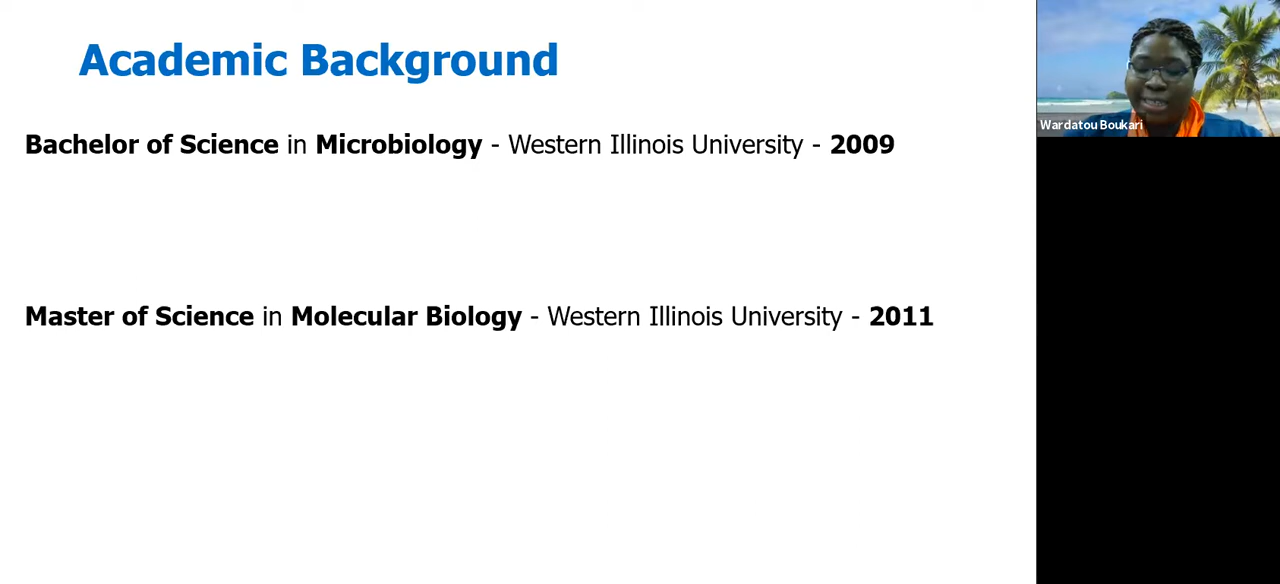 Academic Background
Bachelor of Science in Microbiology - Western Illinois University - 2009
Master of Science in Molecular Biology - Western Illinois University - 2011
Wardatou Boukari